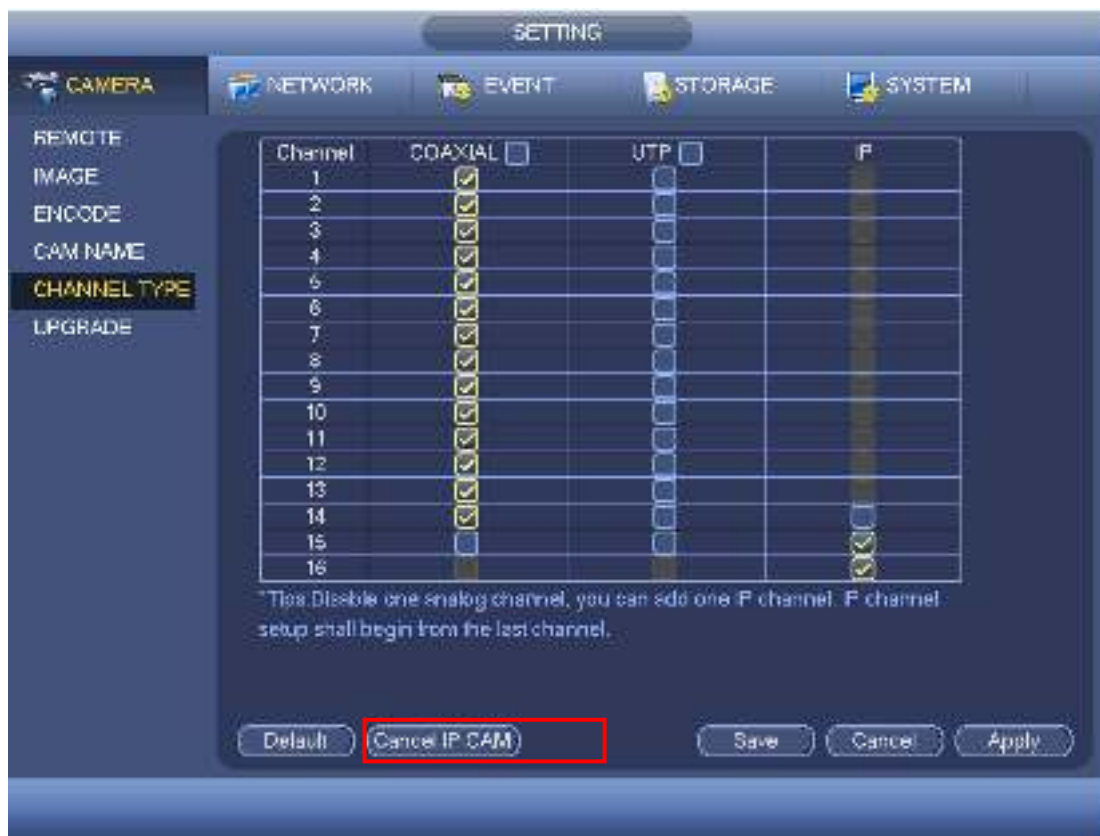 SETTING
CAMERA NETWORK EVENT STORAGE SYSTEM
REMOTE
IMAGE
ENCODE
CAM NAME
CHANNEL TYPE
UPGRADE
Channel COAXIAL UTP IP
1
2
3
4
5
6
7
8
9
10
11
12
13
14
15
16
*Tips:Disable one analog channel, you can add one IP channel. IP channel
setup shall begin from the last channel.
Default Cancel IP CAM Save Cancel Apply